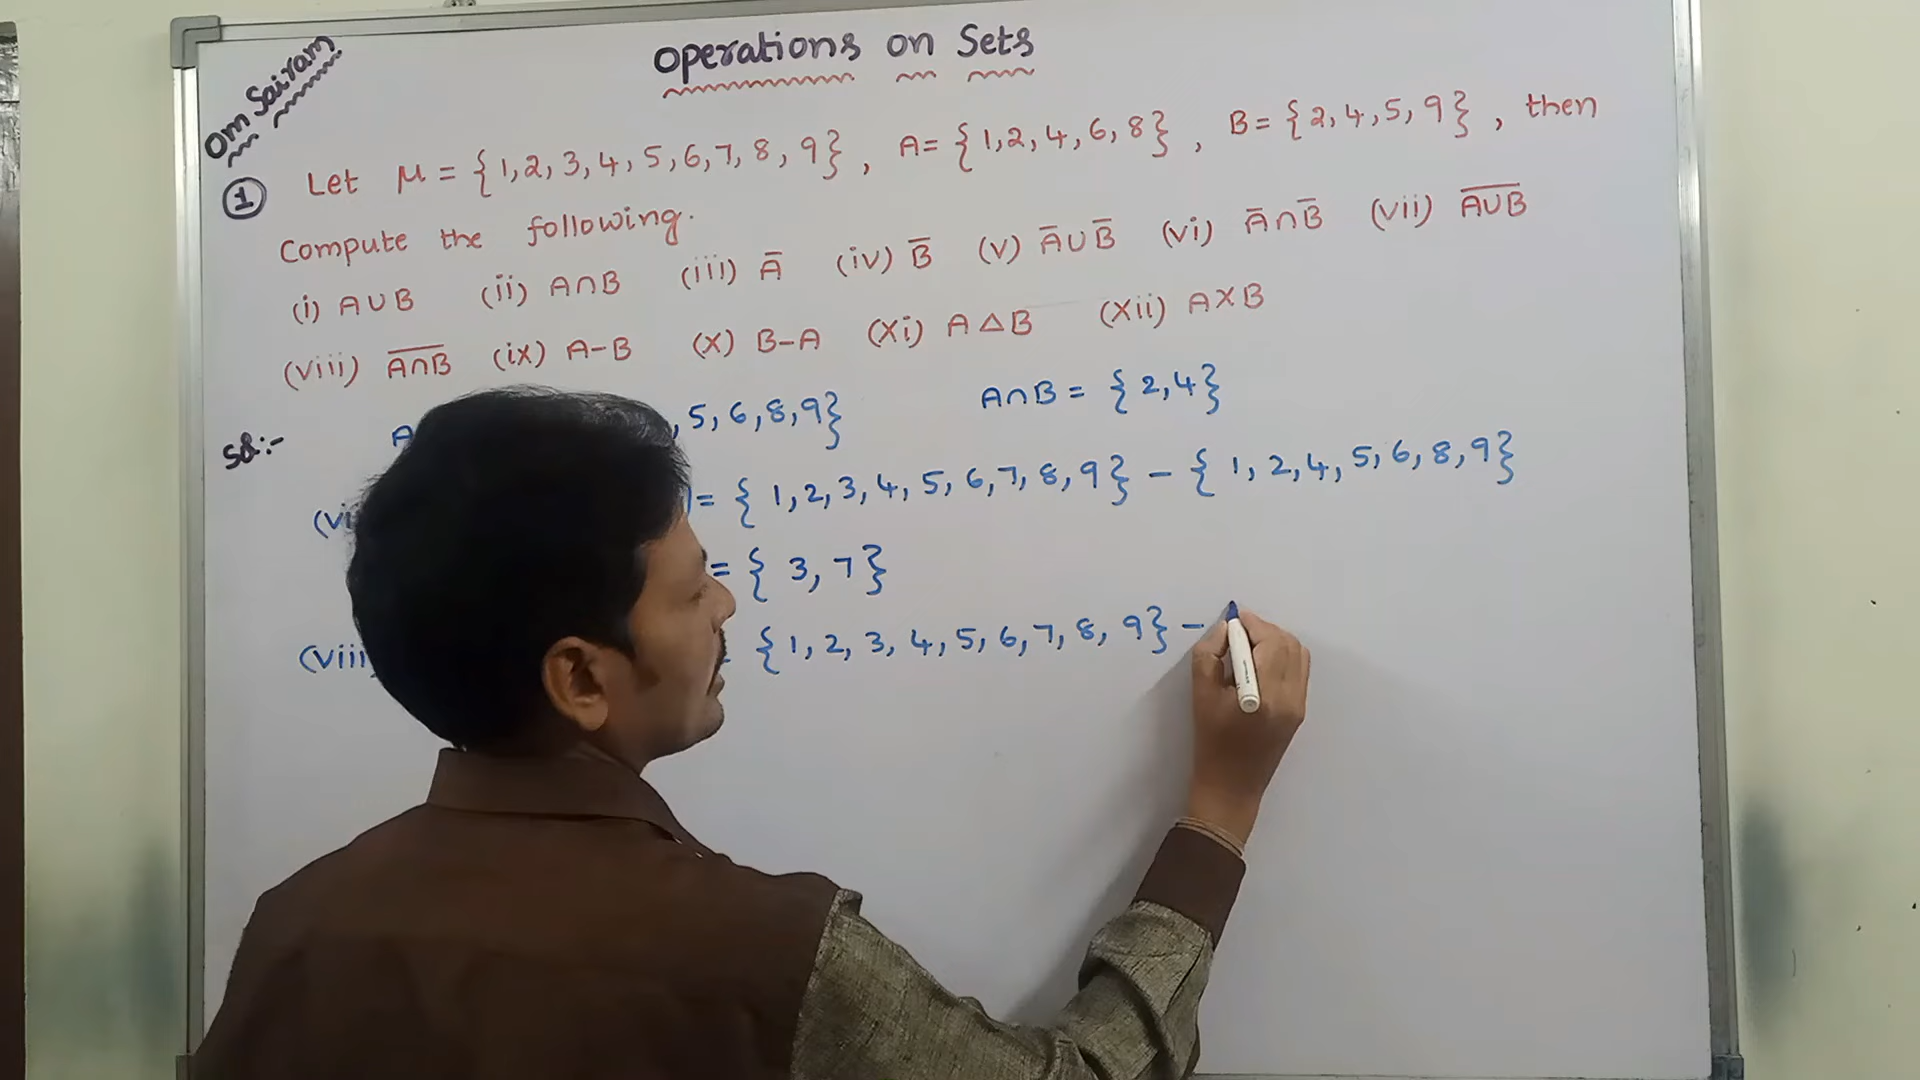 Om Sairam
Operations on Sets
① Let μ = {1,2,3,4,5,6,7,8,9}, A= {1,2,4,6,8}, B= {2,4,5,9}, then
Compute the following.
(i) A∪B (ii) A∩B (iii) A̅ (iv) B̅ (v) A̅∪B̅ (vi) A̅∩B̅ (vii) A̅∪̅B̅
(viii) A̅∩̅B̅ (ix) A-B (x) B-A (xi) A△B (xii) A×B
Sol:- A , 5, 6, 8, 9} A∩B = {2,4}
(vi = {1,2,3,4,5,6,7,8,9} - {1,2,4,5,6,8,9}
= {3,7}
(viii = {1,2,3,4,5,6,7,8,9} -